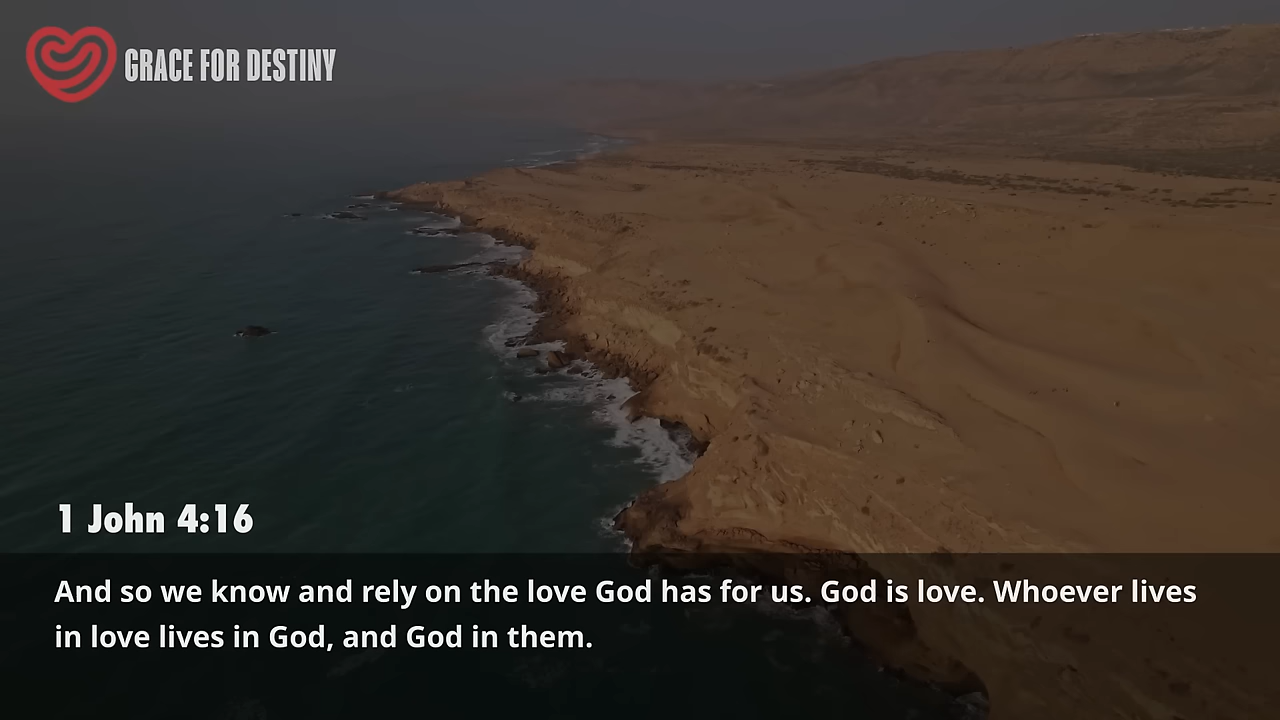 GRACE FOR DESTINY
1 John 4:16
And so we know and rely on the love God has for us. God is love. Whoever lives
in love lives in God, and God in them.